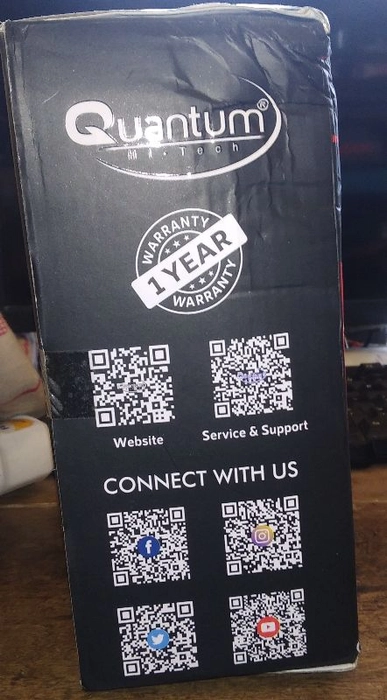 Quantum®
Hi-Tech
WARRANTY
1 YEAR
WARRANTY
Website
Service & Support
CONNECT WITH US